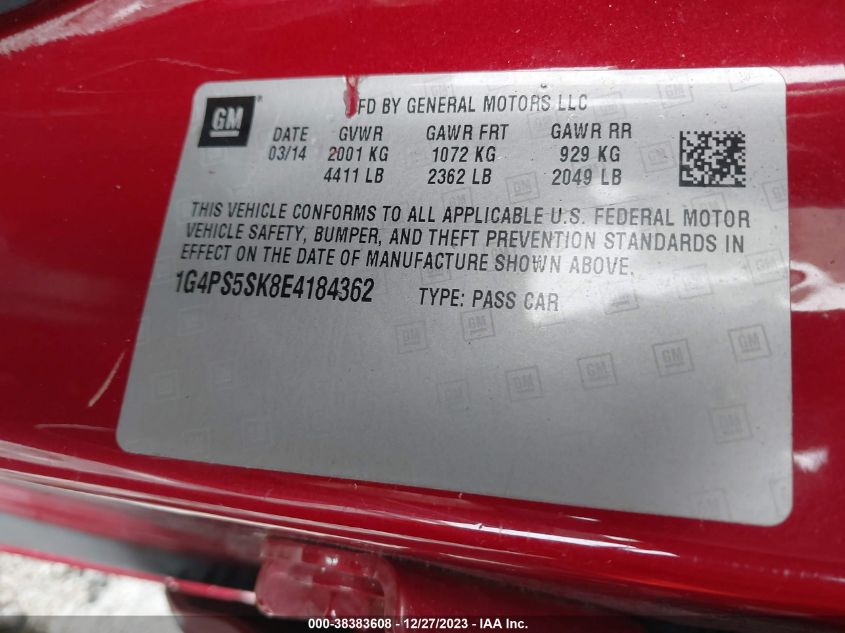 GM
MFD BY GENERAL MOTORS LLC
DATE GVWR GAWR FRT GAWR RR
03/14 2001 KG 1072 KG 929 KG
4411 LB 2362 LB 2049 LB
THIS VEHICLE CONFORMS TO ALL APPLICABLE U.S. FEDERAL MOTOR
VEHICLE SAFETY, BUMPER, AND THEFT PREVENTION STANDARDS IN
EFFECT ON THE DATE OF MANUFACTURE SHOWN ABOVE.
1G4PS5SK8E4184362 TYPE: PASS CAR
000-38383608 - 12/27/2023 - IAA Inc.